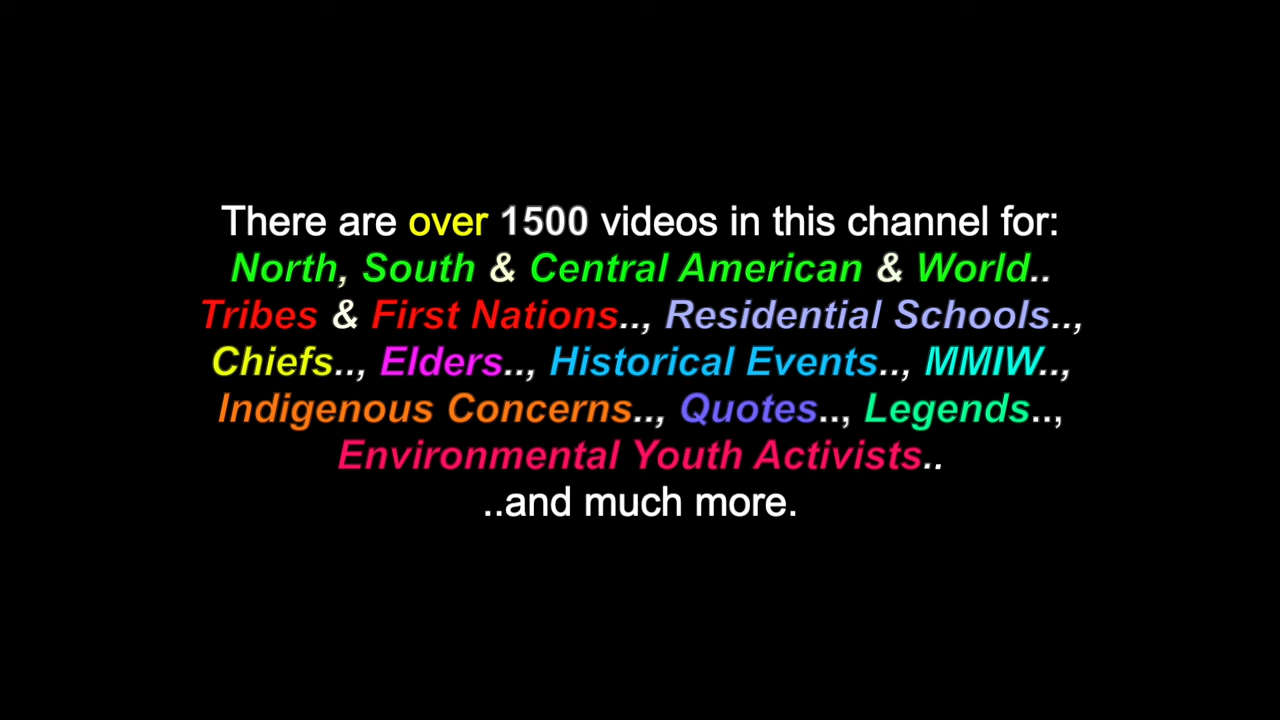 There are over 1500 videos in this channel for:
North, South & Central American & World..
Tribes & First Nations.., Residential Schools..,
Chiefs.., Elders.., Historical Events.., MMIW..,
Indigenous Concerns.., Quotes.., Legends..,
Environmental Youth Activists..
..and much more.